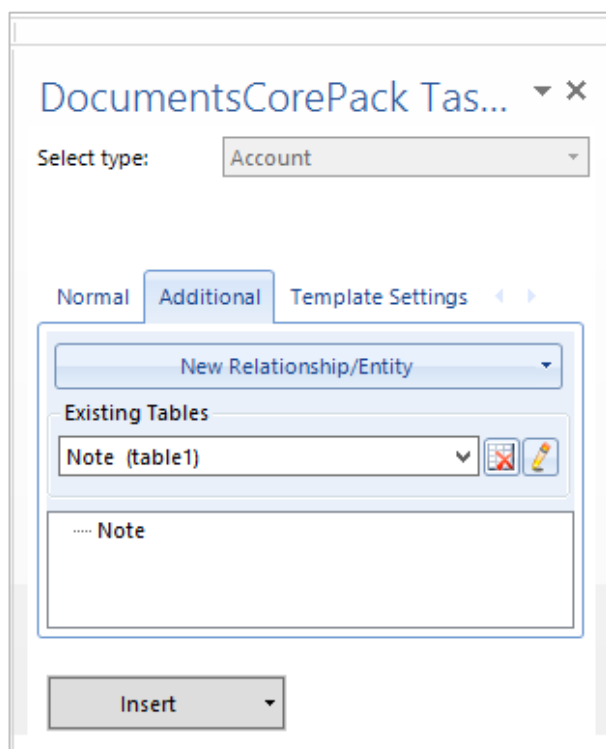 DocumentsCorePack Tas...
Select type: Account
Normal Additional Template Settings
New Relationship/Entity
Existing Tables
Note (table1)
Note
Insert